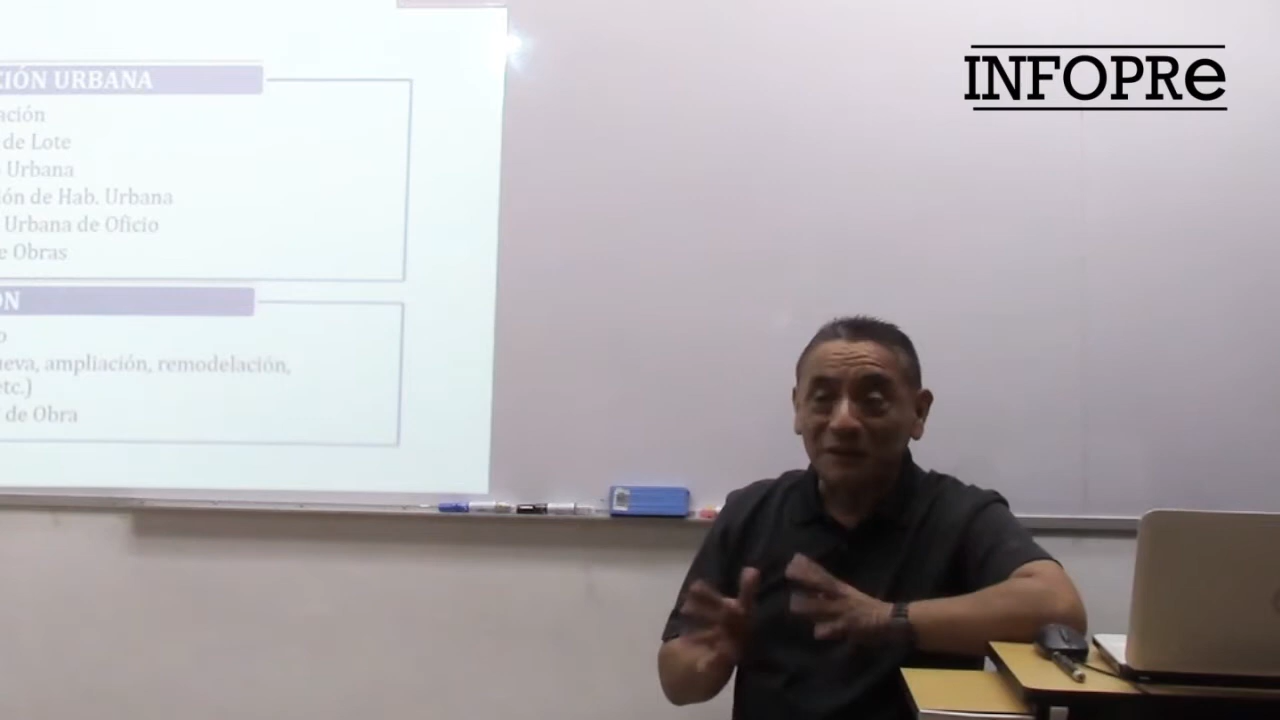 INFOPRe
CIÓN URBANA
ación
de Lote
Urbana
ión de Hab. Urbana
Urbana de Oficio
e Obras
ÓN
o
ueva, ampliación, remodelación,
etc.)
de Obra